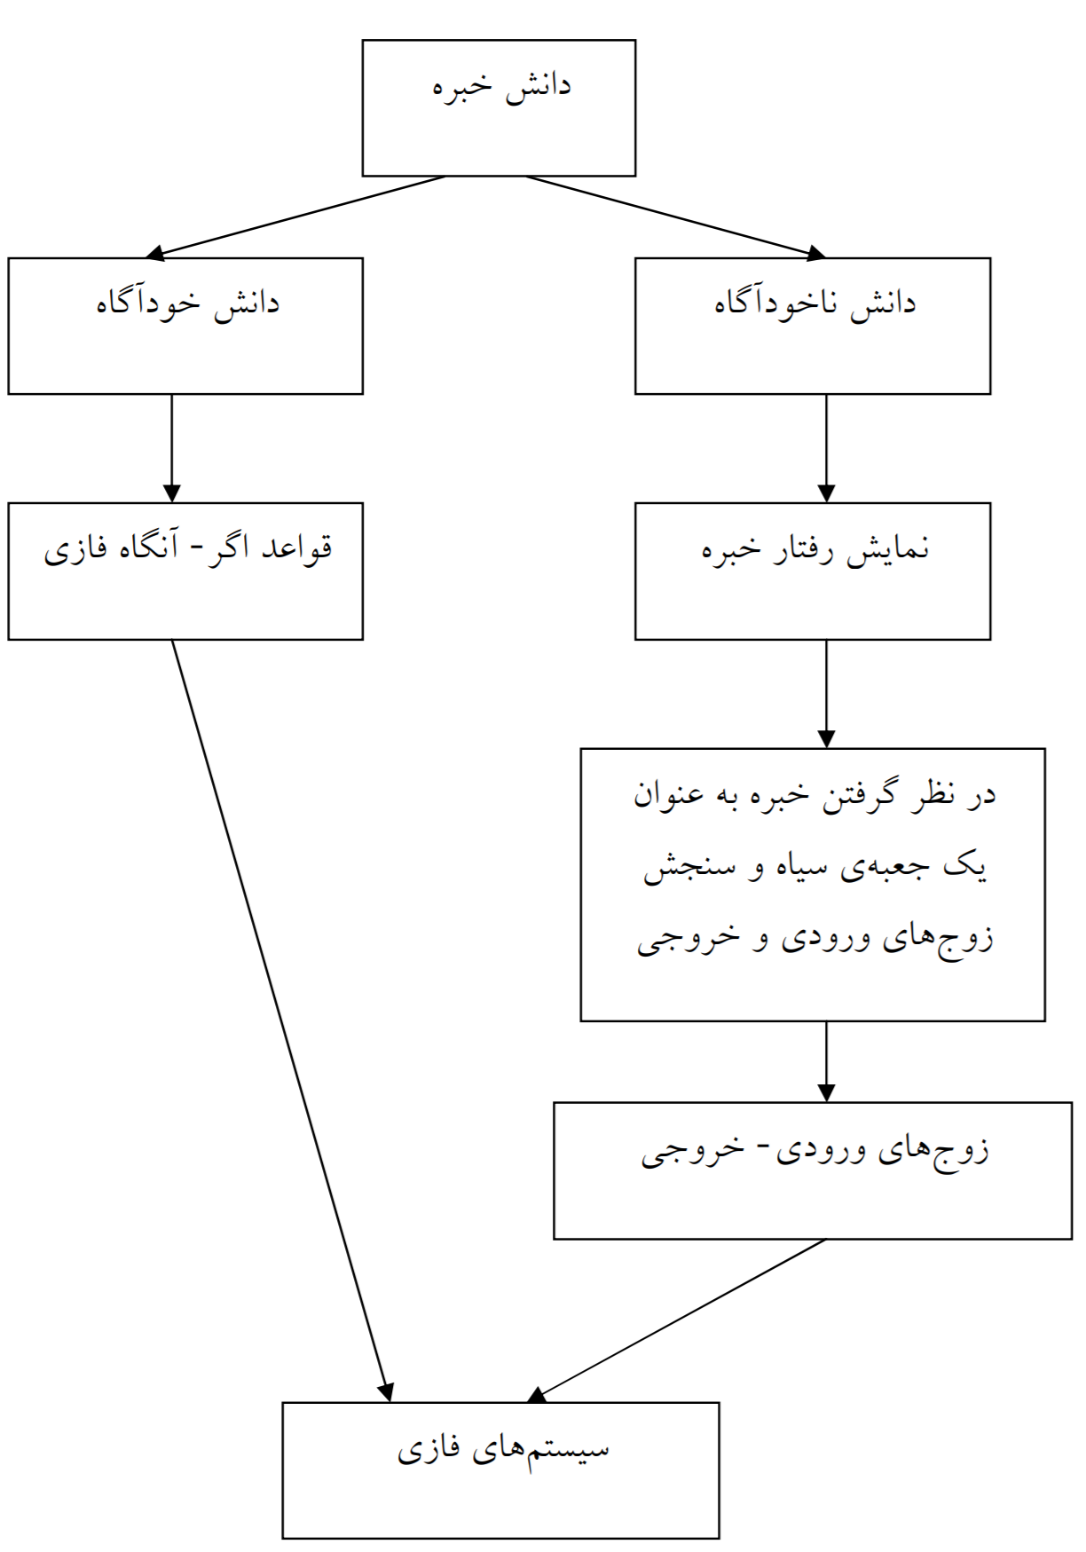 دانش خبره
دانش ناخودآگاه
دانش خودآگاه
نمایش رفتار خبره
قواعد اگر - آنگاه فازی
در نظر گرفتن خبره به عنوان
یک جعبه‌ی سیاه و سنجش
زوج‌های ورودی و خروجی
زوج‌های ورودی - خروجی
سیستم‌های فازی